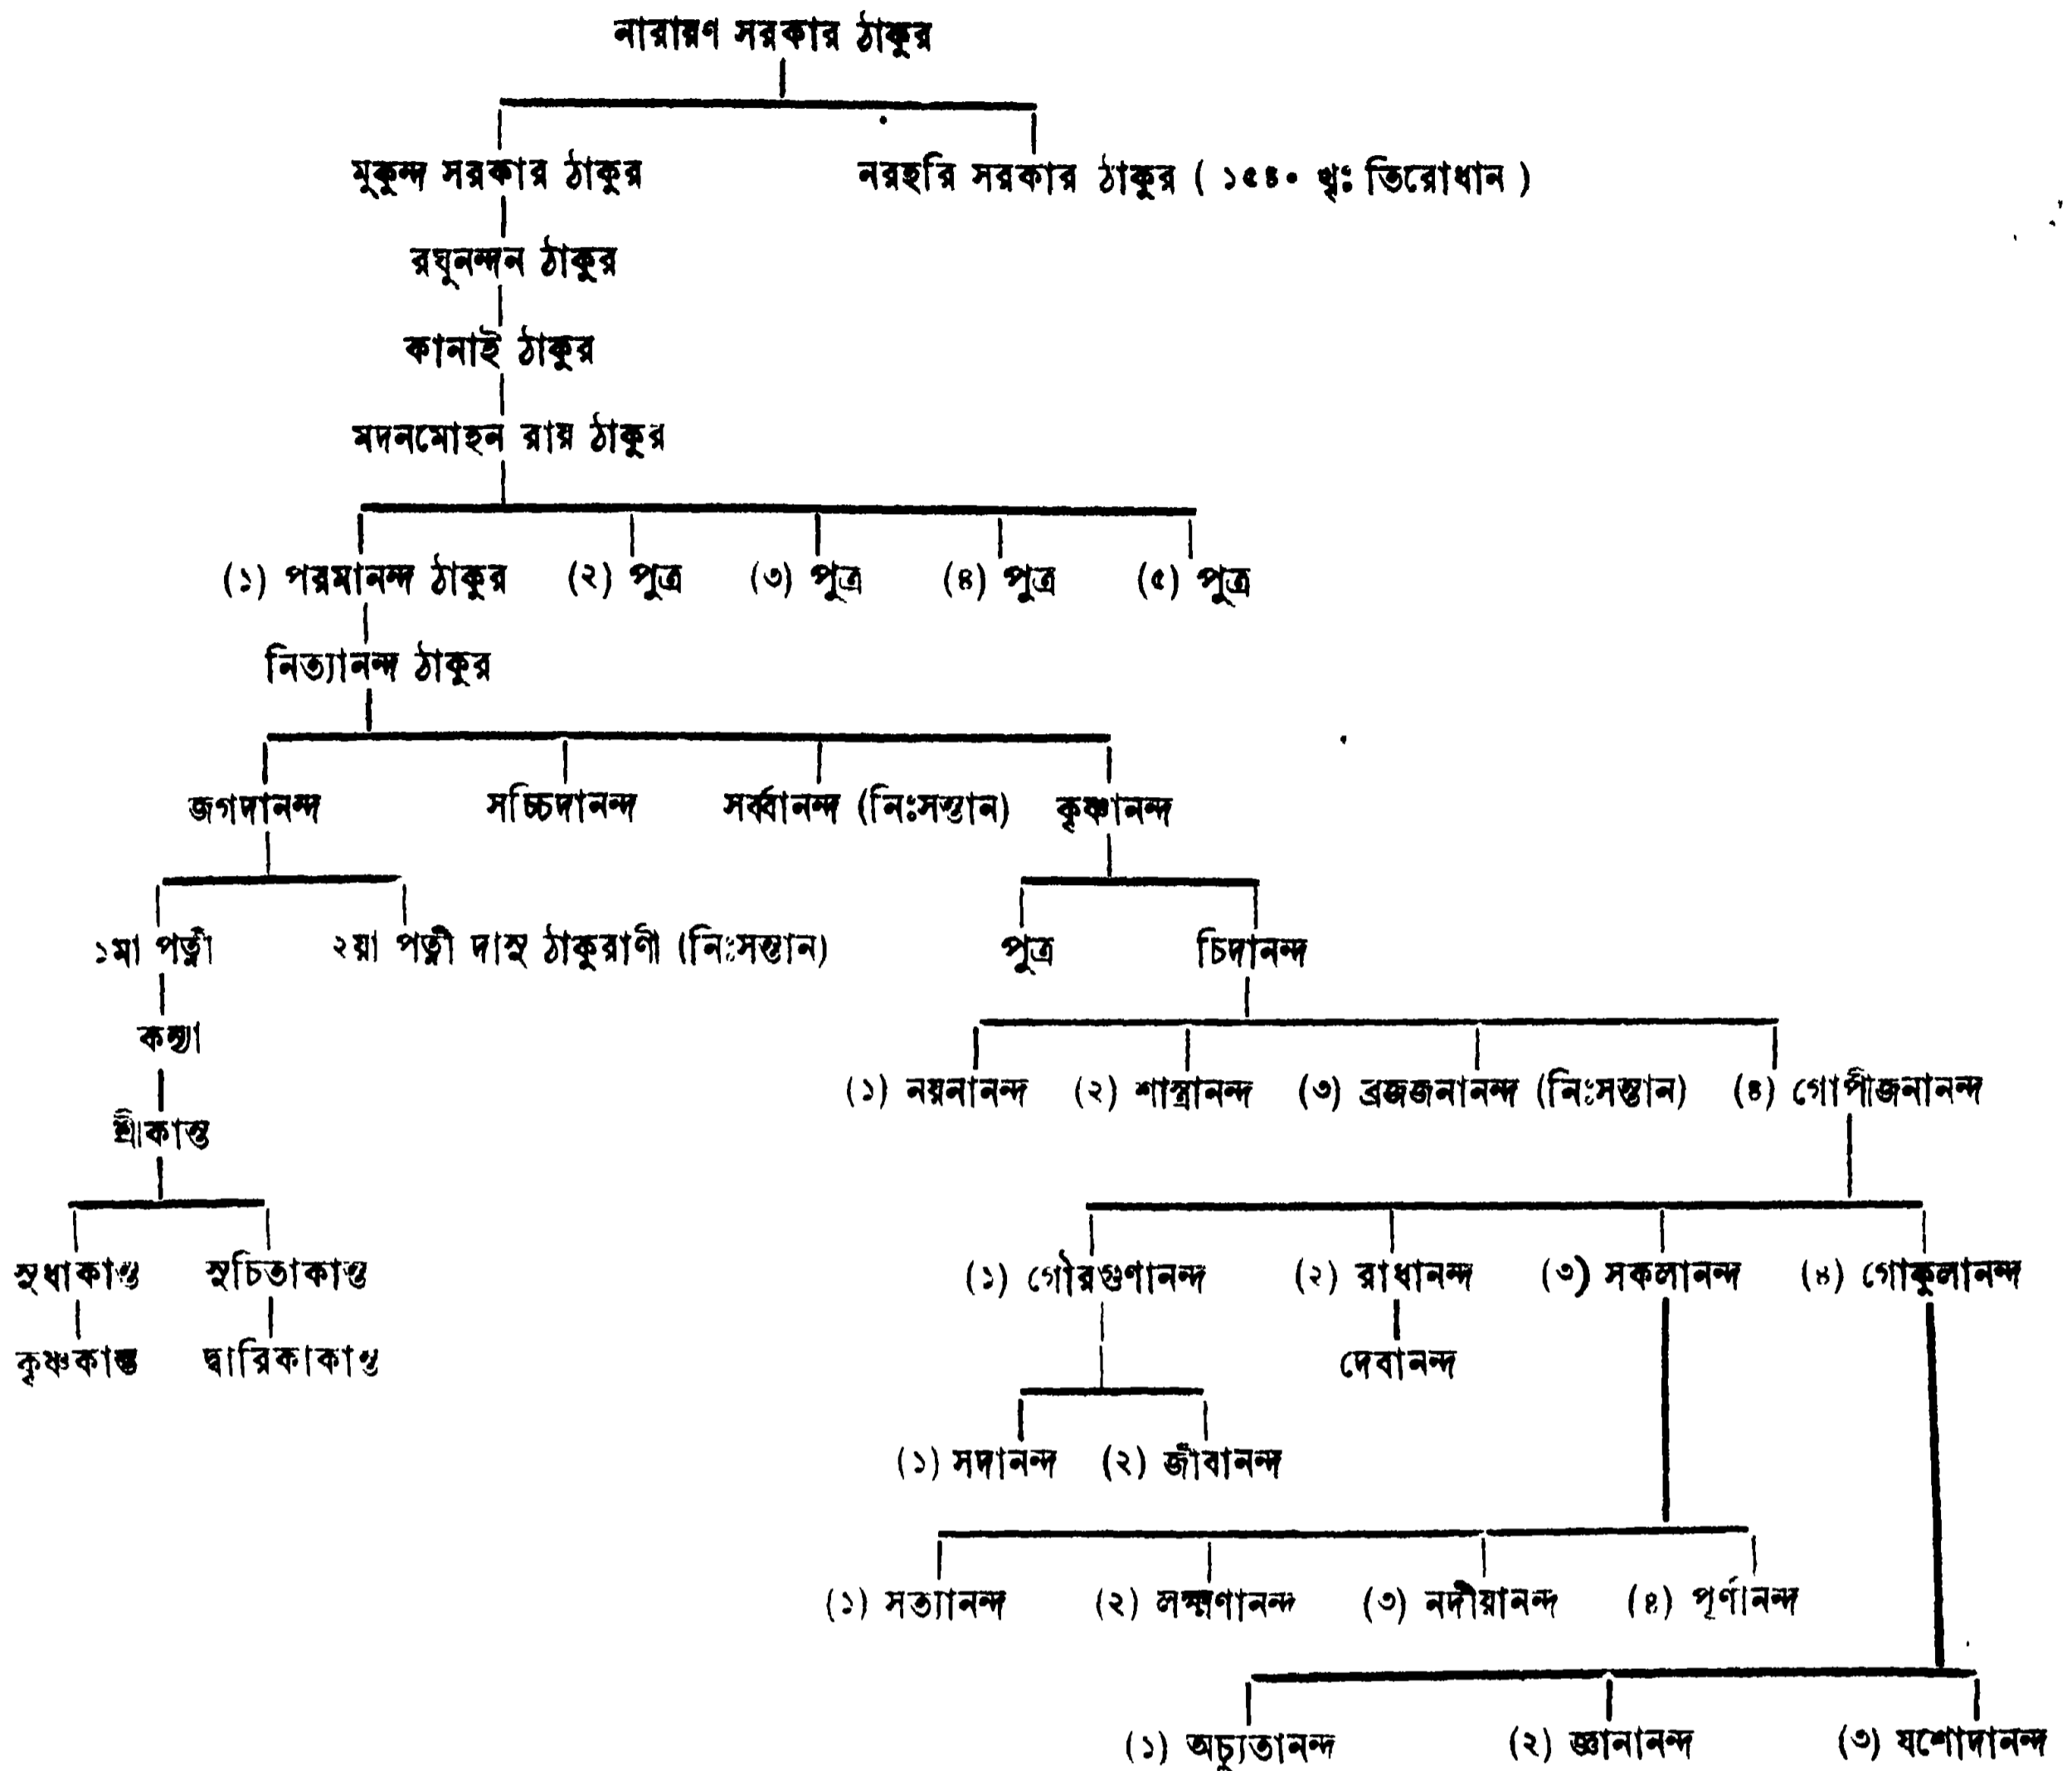 নারায়ণ সরকার ঠাকুর
মুকুন্দ সরকার ঠাকুর নরহরি সরকার ঠাকুর ( ১৫৪০ খৃঃ তিরোধান )
রঘুনন্দন ঠাকুর
কানাই ঠাকুর
মদনমোহন রায় ঠাকুর
(১) পরমানন্দ ঠাকুর (২) পুত্র (৩) পুত্র (৪) পুত্র (৫) পুত্র
নিত্যানন্দ ঠাকুর
জগদানন্দ সচ্চিদানন্দ সর্ব্বানন্দ (নিঃসন্তান) কৃষ্ণানন্দ
১মা পত্নী ২য়া পত্নী দাসু ঠাকুরাণী (নিঃসন্তান) পুত্র চিদানন্দ
কন্যা
(১) নয়নানন্দ (২) শাস্ত্রানন্দ (৩) ব্রজজনানন্দ (নিঃসন্তান) (৪) গোপীজনানন্দ
শ্রীকান্ত
সুধাকান্ত সুচিতাকান্ত (১) গৌরগুণানন্দ (২) রাধানন্দ (৩) সকলানন্দ (৪) গোকুলানন্দ
কৃষ্ণকান্ত দ্বারিকাকান্ত দেবানন্দ
(১) সদানন্দ (২) জীবানন্দ
(১) সত্যানন্দ (২) লক্ষ্মণানন্দ (৩) নদীয়ানন্দ (৪) পূর্ণানন্দ
(১) অচ্যুতানন্দ (২) জ্ঞানানন্দ (৩) যশোদানন্দ